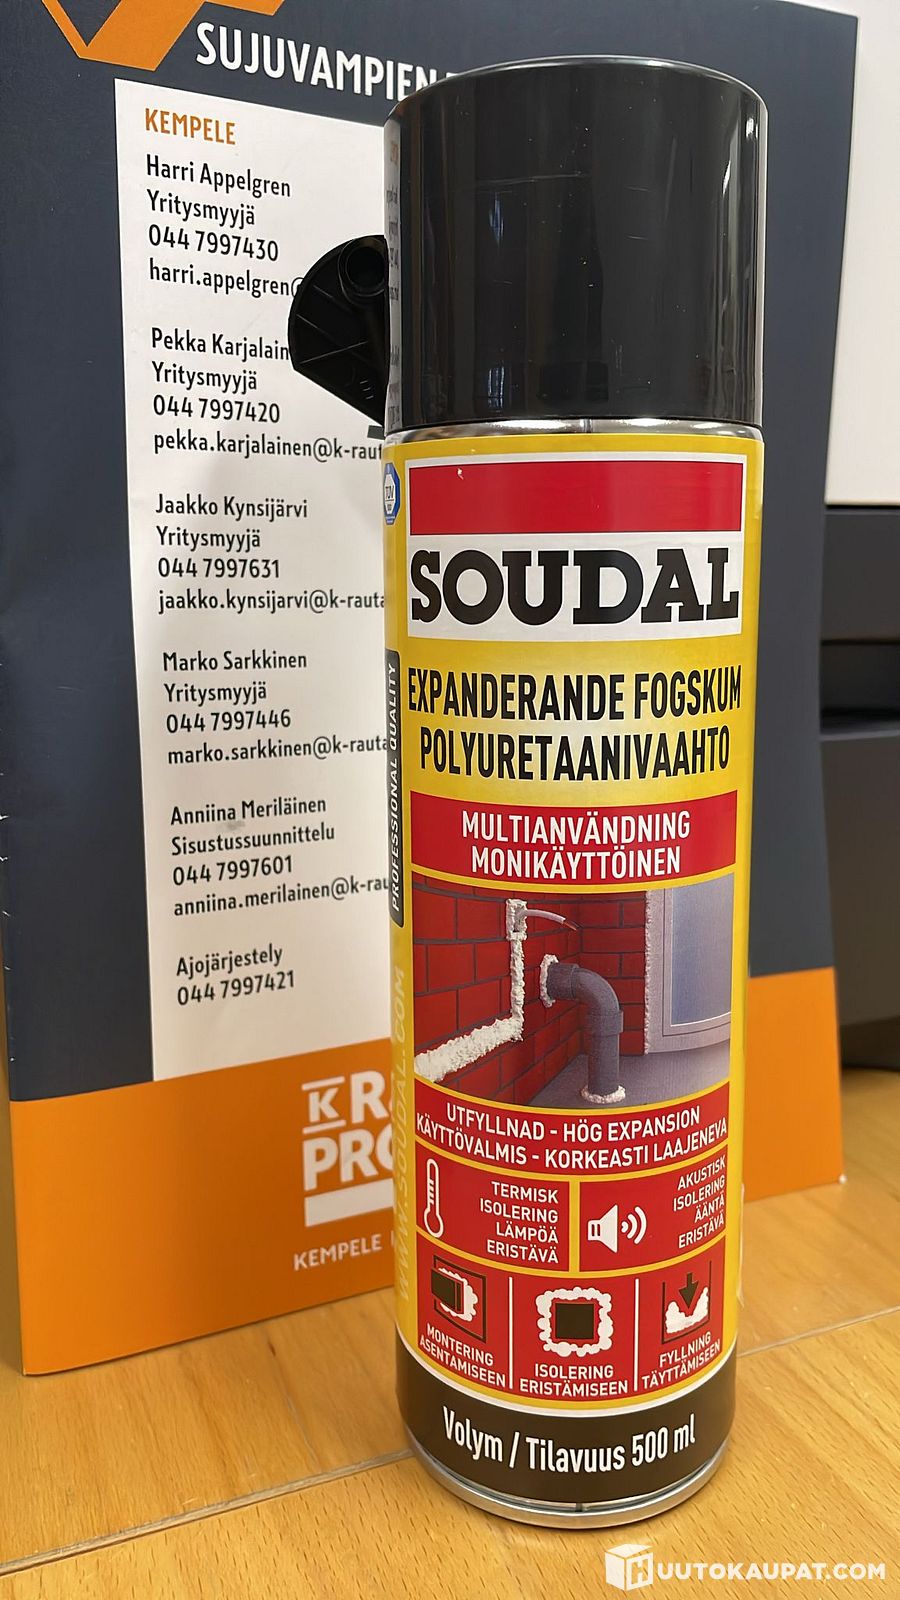 SUJUVAMPIEN
KEMPELE
Harri Appelgren
Yritysmyyjä
044 7997430
harri.appelgren@
Pekka Karjalain
Yritysmyyjä
044 7997420
pekka.karjalainen@k-raut
Jaakko Kynsijärvi
Yritysmyyjä
044 7997631
jaakko.kynsijarvi@k-rauta
Marko Sarkkinen
Yritysmyyjä
044 7997446
marko.sarkkinen@k-rauta
Anniina Meriläinen
Sisustussuunnittelu
044 7997601
anniina.merilainen@k-rau
Ajojärjestely
044 7997421
K RA
PRO
KEMPELE
TÜV
SOUDAL
EXPANDERANDE FOGSKUM
POLYURETAANIVAAHTO
PROFESSIONAL QUALITY
MULTIANVÄNDNING
MONIKÄYTTÖINEN
WWW.SOUDAL.COM
UTFYLLNAD - HÖG EXPANSION
KÄYTTÖVALMIS - KORKEASTI LAAJENEVA
TERMISK
ISOLERING
LÄMPÖÄ
ERISTÄVÄ
AKUSTISK
ISOLERING
ÄÄNTÄ
ERISTÄVÄ
MONTERING
ASENTAMISEEN
ISOLERING
ERISTÄMISEEN
FYLLNING
TÄYTTÄMISEEN
Volym / Tilavuus 500 ml
HUUTOKAUPAT.COM